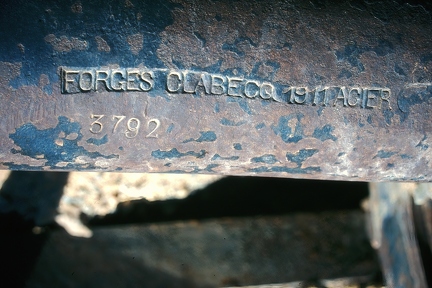 FORGES CLABECQ 1911 ACIER
3792